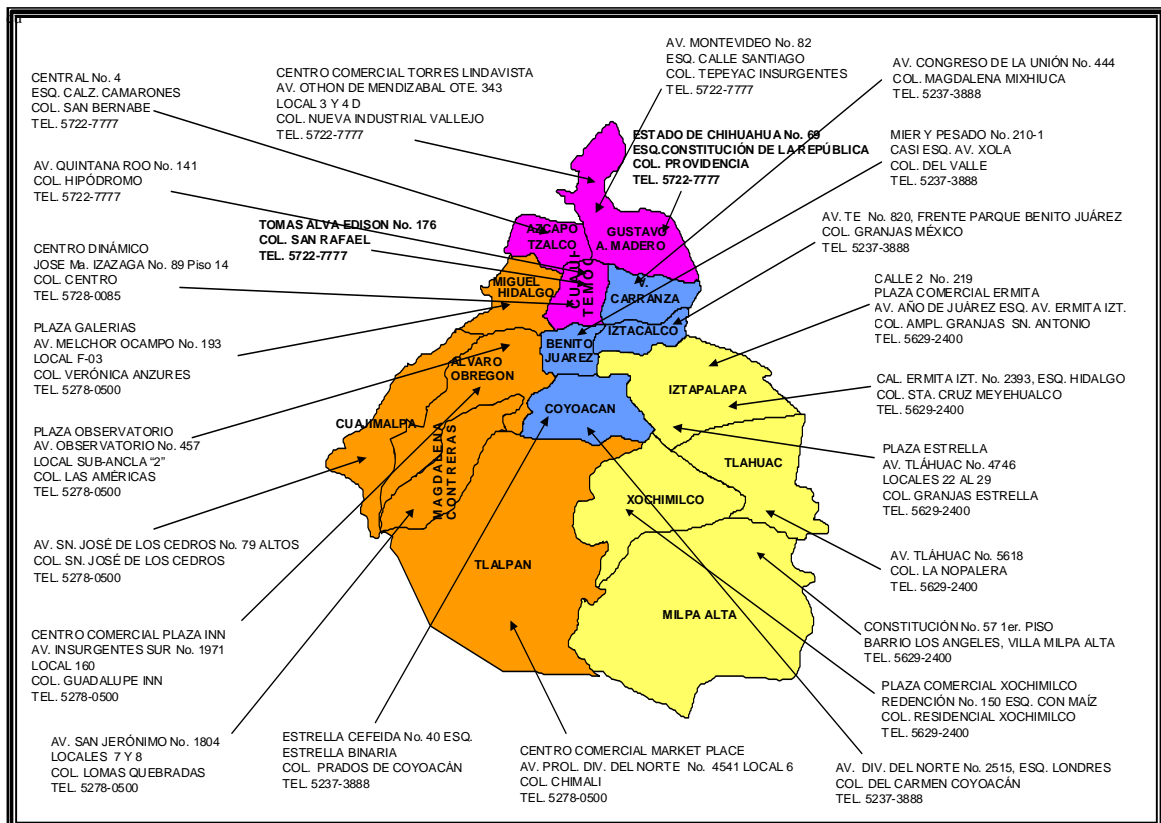 CENTRAL No. 4
ESQ. CALZ. CAMARONES
COL. SAN BERNABE
TEL. 5722-7777
CENTRO COMERCIAL TORRES LINDAVISTA
AV. OTHON DE MENDIZABAL OTE. 343
LOCAL 3 Y 4 D
COL. NUEVA INDUSTRIAL VALLEJO
TEL. 5722-7777
AV. MONTEVIDEO No. 82
ESQ. CALLE SANTIAGO
COL. TEPEYAC INSURGENTES
TEL. 5722-7777
AV. CONGRESO DE LA UNIÓN No. 444
COL. MAGDALENA MIXHIUCA
TEL. 5237-3888
ESTADO DE CHIHUAHUA No. 69
ESQ.CONSTITUCIÓN DE LA REPÚBLICA
COL. PROVIDENCIA
TEL. 5722-7777
MIER Y PESADO No. 210-1
CASI ESQ. AV. XOLA
COL. DEL VALLE
TEL. 5237-3888
AV. QUINTANA ROO No. 141
COL. HIPÓDROMO
TEL. 5722-7777
TOMAS ALVA EDISON No. 176
COL. SAN RAFAEL
TEL. 5722-7777
AV. TE No. 820, FRENTE PARQUE BENITO JUÁREZ
COL. GRANJAS MÉXICO
TEL. 5237-3888
CENTRO DINÁMICO
JOSE Ma. IZAZAGA No. 89 Piso 14
COL. CENTRO
TEL. 5728-0085
CALLE 2 No. 219
PLAZA COMERCIAL ERMITA
AV. AÑO DE JUÁREZ ESQ. AV. ERMITA IZT.
COL. AMPL. GRANJAS SN. ANTONIO
TEL. 5629-2400
PLAZA GALERIAS
AV. MELCHOR OCAMPO No. 193
LOCAL F-03
COL. VERÓNICA ANZURES
TEL. 5278-0500
CAL. ERMITA IZT. No. 2393, ESQ. HIDALGO
COL. STA. CRUZ MEYEHUALCO
TEL. 5629-2400
PLAZA OBSERVATORIO
AV. OBSERVATORIO No. 457
LOCAL SUB-ANCLA “2”
COL. LAS AMÉRICAS
TEL. 5278-0500
PLAZA ESTRELLA
AV. TLÁHUAC No. 4746
LOCALES 22 AL 29
COL. GRANJAS ESTRELLA
TEL. 5629-2400
AV. SN. JOSÉ DE LOS CEDROS No. 79 ALTOS
COL. SN. JOSÉ DE LOS CEDROS
TEL. 5278-0500
AV. TLÁHUAC No. 5618
COL. LA NOPALERA
TEL. 5629-2400
CENTRO COMERCIAL PLAZA INN
AV. INSURGENTES SUR No. 1971
LOCAL 160
COL. GUADALUPE INN
TEL. 5278-0500
CONSTITUCIÓN No. 57 1er. PISO
BARRIO LOS ANGELES, VILLA MILPA ALTA
TEL. 5629-2400
PLAZA COMERCIAL XOCHIMILCO
REDENCIÓN No. 150 ESQ. CON MAÍZ
COL. RESIDENCIAL XOCHIMILCO
TEL. 5629-2400
AV. SAN JERÓNIMO No. 1804
LOCALES 7 Y 8
COL. LOMAS QUEBRADAS
TEL. 5278-0500
ESTRELLA CEFEIDA No. 40 ESQ.
ESTRELLA BINARIA
COL. PRADOS DE COYOACÁN
TEL. 5237-3888
CENTRO COMERCIAL MARKET PLACE
AV. PROL. DIV. DEL NORTE No. 4541 LOCAL 6
COL. CHIMALI
TEL. 5278-0500
AV. DIV. DEL NORTE No. 2515, ESQ. LONDRES
COL. DEL CARMEN COYOACÁN
TEL. 5237-3888
AZCAPO
TZALCO
GUSTAVO
A. MADERO
MIGUEL
HIDALGO
CUAUH
TEMOC
V.
CARRANZA
IZTACALCO
BENITO
JUAREZ
ALVARO
OBREGON
IZTAPALAPA
COYOACAN
CUAJIMALPA
MAGDALENA
CONTRERAS
TLAHUAC
XOCHIMILCO
TLALPAN
MILPA ALTA